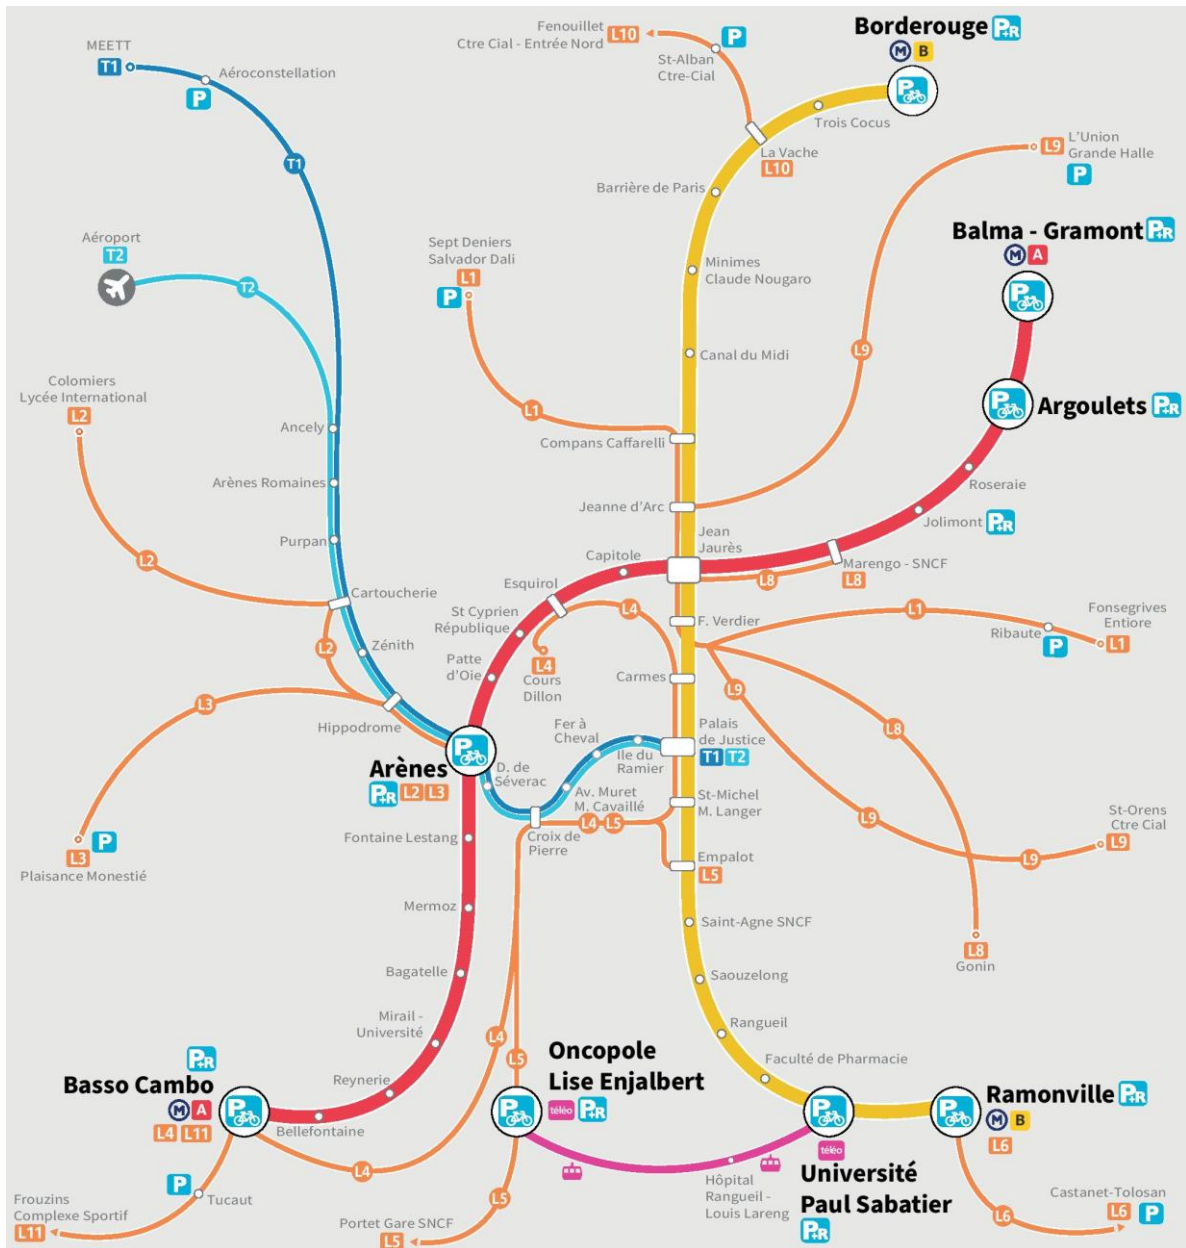 MEETT
T1
Aéroconstellation
P
T1
Aéroport
T2
T2
Fenouillet
Ctre Cial - Entrée Nord
L10
St-Alban
Ctre-Cial
P
Borderouge P+R
M B
P
Trois Cocus
La Vache
L10
Barrière de Paris
L9
L'Union
Grande Halle
P
Balma - Gramont P+R
M A
P
Sept Deniers
Salvador Dali
L1
P
L1
Minimes
Claude Nougaro
Canal du Midi
L9
Argoulets P+R
P
Colomiers
Lycée International
L2
L2
Ancely
Arènes Romaines
Purpan
Cartoucherie
Zénith
L2
Compans Caffarelli
Jeanne d'Arc
Jean
Jaurès
Roseraie
Jolimont P+R
Marengo - SNCF
L8
L8
Capitole
Esquirol
St Cyprien
République
Patte
d'Oie
L4
L4
Cours
Dillon
F. Verdier
L1
Ribaute
P
Fonsegrives
Entiore
L1
Carmes
L9
L8
L3
Hippodrome
Arènes
P+R L2 L3
P
Fer à
Cheval
Ile du
Ramier
Palais
de Justice
T1 T2
D. de
Séverac
Av. Muret
M. Cavaillé
L4 L5
Croix de
Pierre
St-Michel
M. Langer
Empalot
L5
L9
L9
St-Orens
Ctre Cial
L9
L3
P
Plaisance Monestié
Fontaine Lestang
Mermoz
Bagatelle
Mirail -
Université
Reynerie
Bellefontaine
Saint-Agne SNCF
Saouzelong
Rangueil
Faculté de Pharmacie
L8
Gonin
P+R
Basso Cambo
M A
L4 L11
P
L4
L5
L4
Oncopole
Lise Enjalbert
téléo P+R
P
P
téléo
Université
Paul Sabatier
P+R
Hôpital
Rangueil -
Louis Lareng
Ramonville P+R
M B
L6
P
P
Tucaut
Frouzins
Complexe Sportif
L11
L5
Portet Gare SNCF
L5
L6
Castanet-Tolosan
L6 P